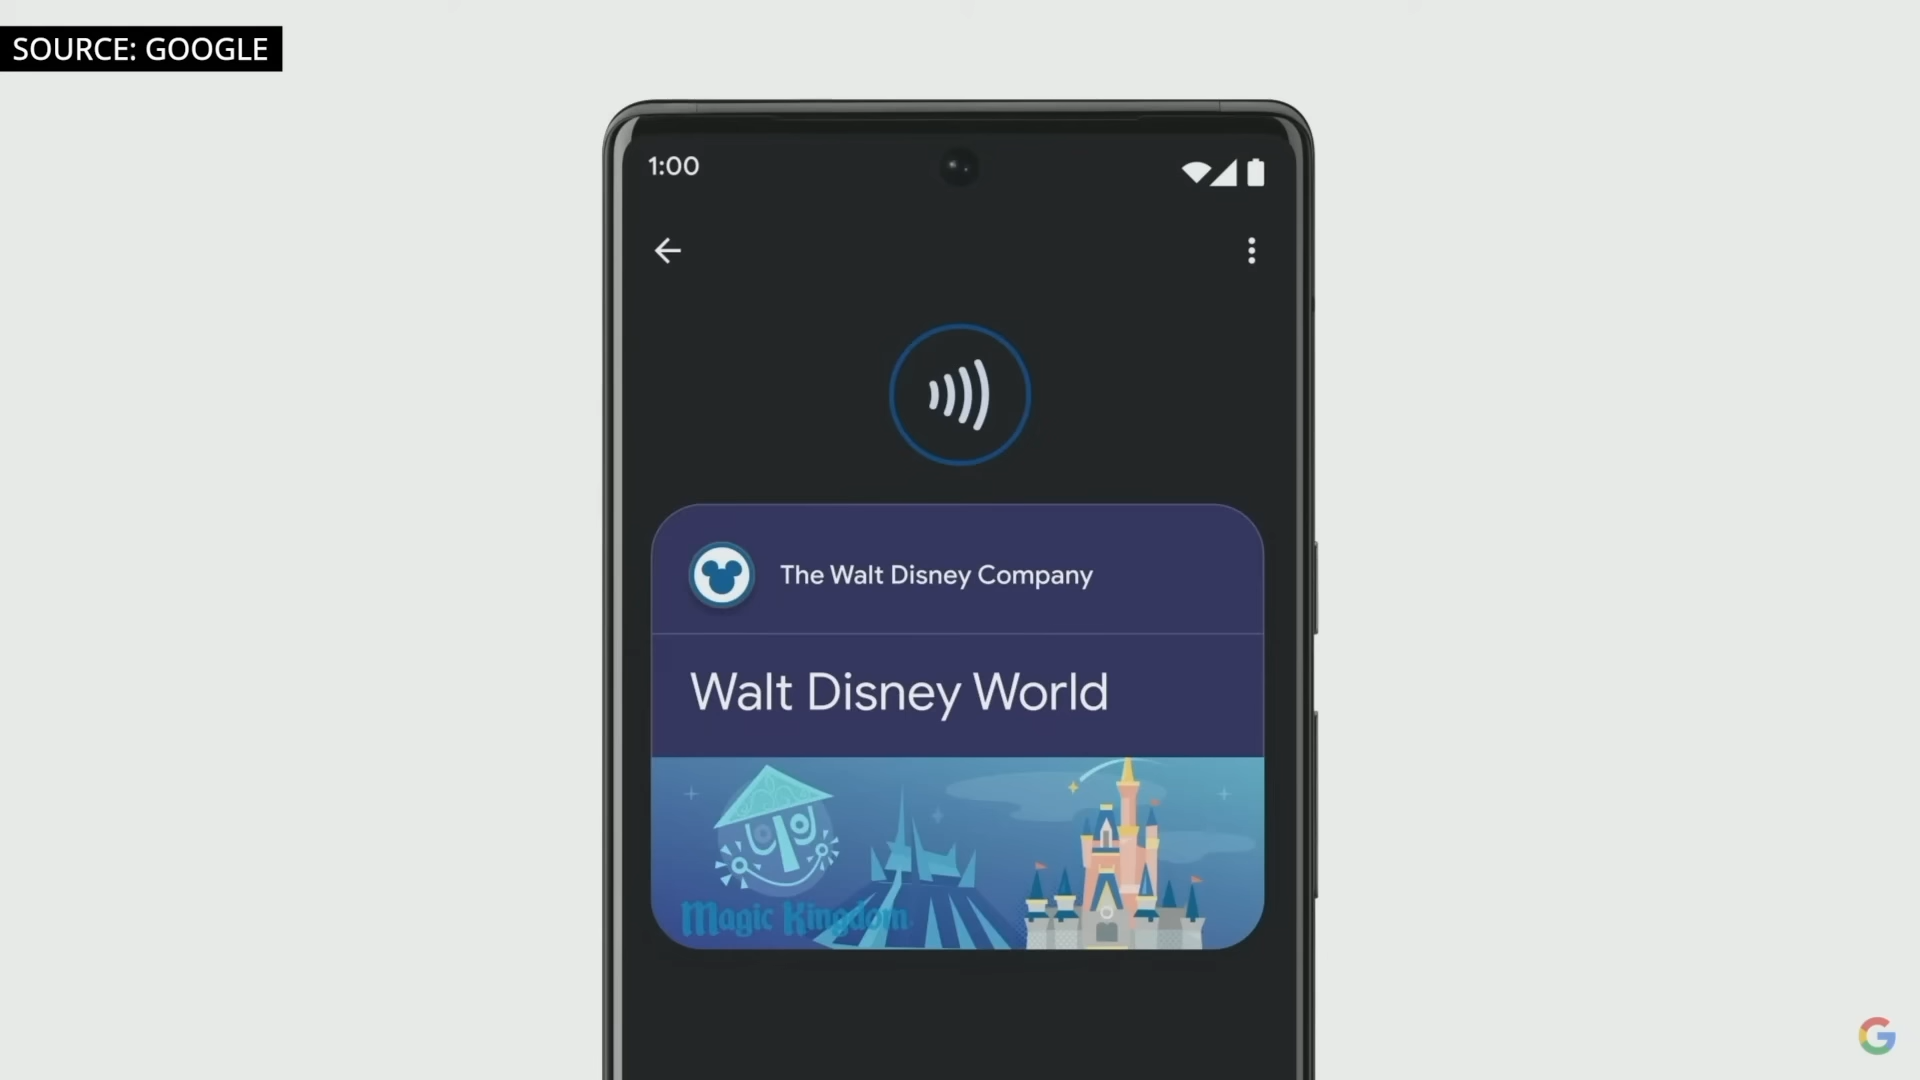 SOURCE: GOOGLE
1:00
The Walt Disney Company
Walt Disney World
Magic Kingdom